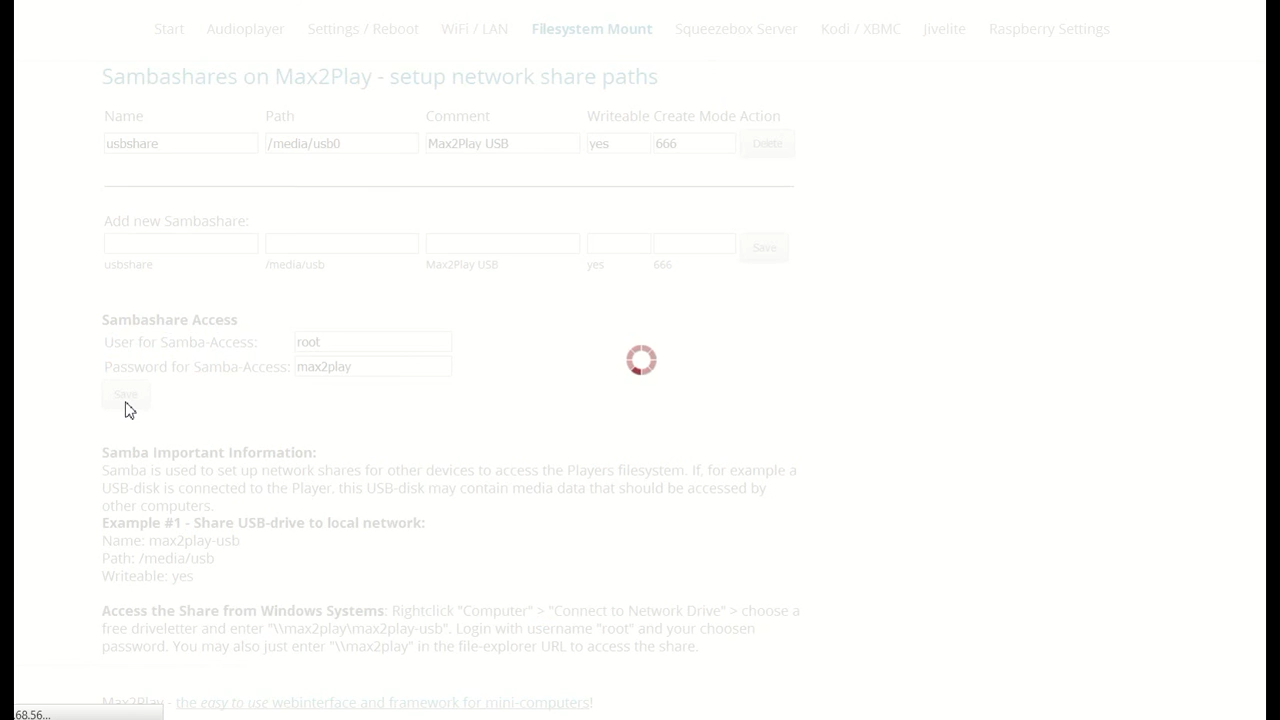 Start Audioplayer Settings / Reboot WiFi / LAN Filesystem Mount Squeezebox Server Kodi / XBMC Jivelite Raspberry Settings
Sambashares on Max2Play - setup network share paths
Name Path Comment Writeable Create Mode Action
usbshare /media/usb0 Max2Play USB yes 666 Delete
Add new Sambashare:
Save
usbshare /media/usb Max2Play USB yes 666
Sambashare Access
User for Samba-Access: root
Password for Samba-Access: max2play
Save
Samba Important Information:
Samba is used to set up network shares for other devices to access the Players filesystem. If, for example a
USB-disk is connected to the Player, this USB-disk may contain media data that should be accessed by
other computers.
Example #1 - Share USB-drive to local network:
Name: max2play-usb
Path: /media/usb
Writeable: yes
Access the Share from Windows Systems: Rightclick "Computer" > "Connect to Network Drive" > choose a
free driveletter and enter "\\max2play\max2play-usb". Login with username "root" and your choosen
password. You may also just enter "\\max2play" in the file-explorer URL to access the share.
Max2Play - the easy to use webinterface and framework for mini-computers!
68.56...